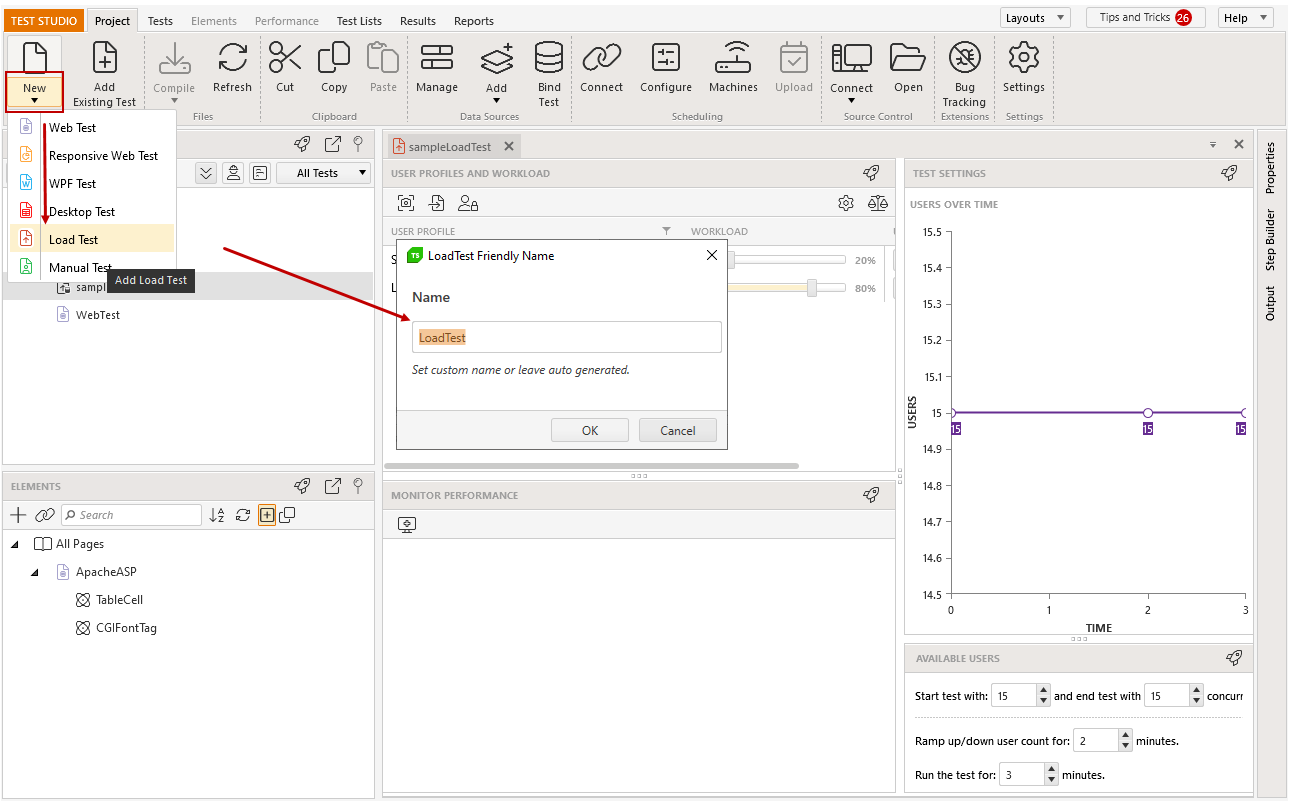 TEST STUDIO Project Tests Elements Performance Test Lists Results Reports Layouts Tips and Tricks 26 Help
New Add Existing Test Compile Refresh Cut Copy Paste Manage Add Bind Test Connect Configure Machines Upload Connect Open Bug Tracking Settings
Files Clipboard Data Sources Scheduling Source Control Extensions Settings
Web Test
Responsive Web Test
WPF Test
Desktop Test
Load Test
Manual Test
Add Load Test
All Tests
sampl
WebTest
ELEMENTS
Search
All Pages
ApacheASP
TableCell
CGIFontTag
sampleLoadTest
USER PROFILES AND WORKLOAD
USER PROFILE WORKLOAD
S 20%
L 80%
TS LoadTest Friendly Name
Name
LoadTest
Set custom name or leave auto generated.
OK Cancel
MONITOR PERFORMANCE
TEST SETTINGS
USERS OVER TIME
15.5
15.4
15.3
15.2
15.1
15
14.9
14.8
14.7
14.6
14.5
USERS
15 15 15
0 1 2 3
TIME
AVAILABLE USERS
Start test with: 15 and end test with 15 concurr
Ramp up/down user count for: 2 minutes.
Run the test for: 3 minutes.
Properties
Step Builder
Output